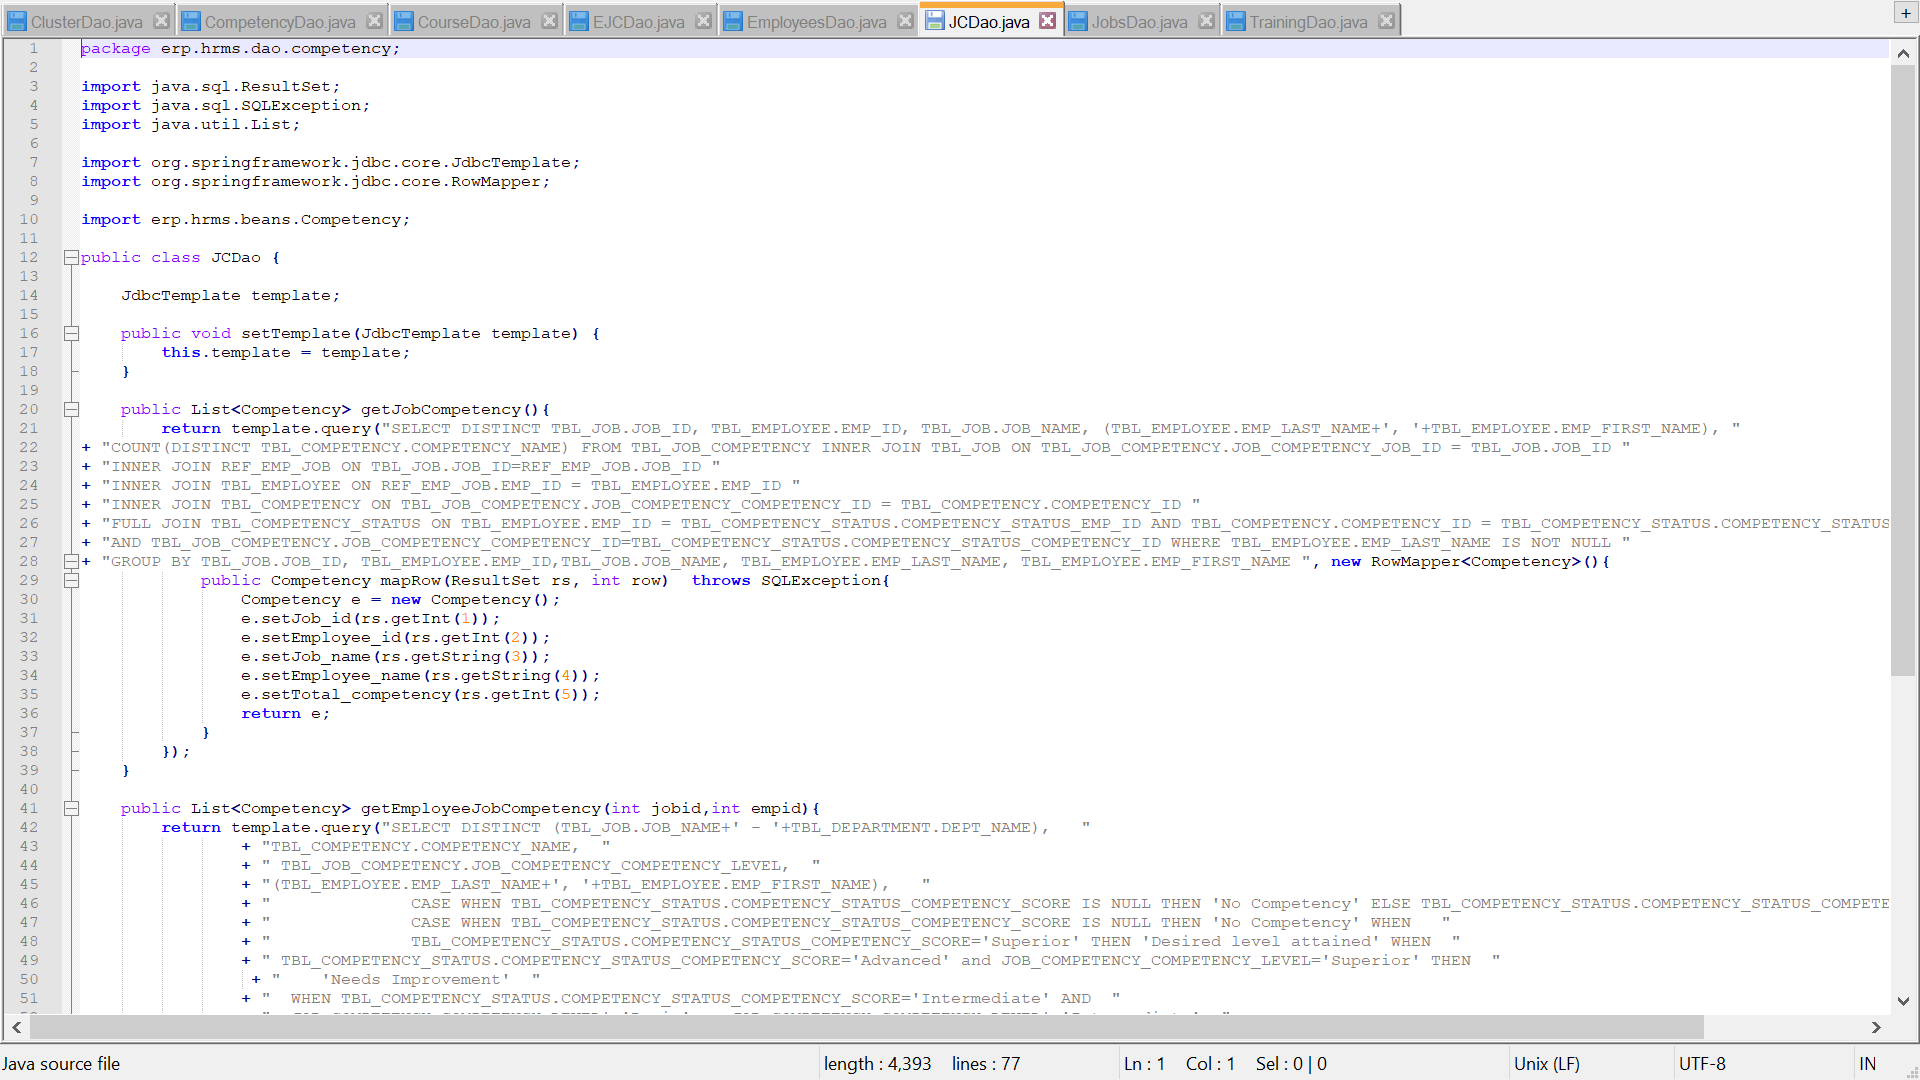 ClusterDao.java CompetencyDao.java CourseDao.java EJCDao.java EmployeesDao.java JCDao.java JobsDao.java TrainingDao.java +
1 package erp.hrms.dao.competency;
2
3 import java.sql.ResultSet;
4 import java.sql.SQLException;
5 import java.util.List;
6
7 import org.springframework.jdbc.core.JdbcTemplate;
8 import org.springframework.jdbc.core.RowMapper;
9
10 import erp.hrms.beans.Competency;
11
12 public class JCDao {
13
14 JdbcTemplate template;
15
16 public void setTemplate(JdbcTemplate template) {
17 this.template = template;
18 }
19
20 public List<Competency> getJobCompetency(){
21 return template.query("SELECT DISTINCT TBL_JOB.JOB_ID, TBL_EMPLOYEE.EMP_ID, TBL_JOB.JOB_NAME, (TBL_EMPLOYEE.EMP_LAST_NAME+', '+TBL_EMPLOYEE.EMP_FIRST_NAME), "
22 + "COUNT(DISTINCT TBL_COMPETENCY.COMPETENCY_NAME) FROM TBL_JOB_COMPETENCY INNER JOIN TBL_JOB ON TBL_JOB_COMPETENCY.JOB_COMPETENCY_JOB_ID = TBL_JOB.JOB_ID "
23 + "INNER JOIN REF_EMP_JOB ON TBL_JOB.JOB_ID=REF_EMP_JOB.JOB_ID "
24 + "INNER JOIN TBL_EMPLOYEE ON REF_EMP_JOB.EMP_ID = TBL_EMPLOYEE.EMP_ID "
25 + "INNER JOIN TBL_COMPETENCY ON TBL_JOB_COMPETENCY.JOB_COMPETENCY_COMPETENCY_ID = TBL_COMPETENCY.COMPETENCY_ID "
26 + "FULL JOIN TBL_COMPETENCY_STATUS ON TBL_EMPLOYEE.EMP_ID = TBL_COMPETENCY_STATUS.COMPETENCY_STATUS_EMP_ID AND TBL_COMPETENCY.COMPETENCY_ID = TBL_COMPETENCY_STATUS.COMPETENCY_STATUS
27 + "AND TBL_JOB_COMPETENCY.JOB_COMPETENCY_COMPETENCY_ID=TBL_COMPETENCY_STATUS.COMPETENCY_STATUS_COMPETENCY_ID WHERE TBL_EMPLOYEE.EMP_LAST_NAME IS NOT NULL "
28 + "GROUP BY TBL_JOB.JOB_ID, TBL_EMPLOYEE.EMP_ID,TBL_JOB.JOB_NAME, TBL_EMPLOYEE.EMP_LAST_NAME, TBL_EMPLOYEE.EMP_FIRST_NAME ", new RowMapper<Competency>(){
29 public Competency mapRow(ResultSet rs, int row) throws SQLException{
30 Competency e = new Competency();
31 e.setJob_id(rs.getInt(1));
32 e.setEmployee_id(rs.getInt(2));
33 e.setJob_name(rs.getString(3));
34 e.setEmployee_name(rs.getString(4));
35 e.setTotal_competency(rs.getInt(5));
36 return e;
37 }
38 });
39 }
40
41 public List<Competency> getEmployeeJobCompetency(int jobid,int empid){
42 return template.query("SELECT DISTINCT (TBL_JOB.JOB_NAME+' - '+TBL_DEPARTMENT.DEPT_NAME), "
43 + "TBL_COMPETENCY.COMPETENCY_NAME, "
44 + " TBL_JOB_COMPETENCY.JOB_COMPETENCY_COMPETENCY_LEVEL, "
45 + "(TBL_EMPLOYEE.EMP_LAST_NAME+', '+TBL_EMPLOYEE.EMP_FIRST_NAME), "
46 + " CASE WHEN TBL_COMPETENCY_STATUS.COMPETENCY_STATUS_COMPETENCY_SCORE IS NULL THEN 'No Competency' ELSE TBL_COMPETENCY_STATUS.COMPETENCY_STATUS_COMPETE
47 + " CASE WHEN TBL_COMPETENCY_STATUS.COMPETENCY_STATUS_COMPETENCY_SCORE IS NULL THEN 'No Competency' WHEN "
48 + " TBL_COMPETENCY_STATUS.COMPETENCY_STATUS_COMPETENCY_SCORE='Superior' THEN 'Desired level attained' WHEN "
49 + " TBL_COMPETENCY_STATUS.COMPETENCY_STATUS_COMPETENCY_SCORE='Advanced' and JOB_COMPETENCY_COMPETENCY_LEVEL='Superior' THEN "
50 + " 'Needs Improvement' "
51 + " WHEN TBL_COMPETENCY_STATUS.COMPETENCY_STATUS_COMPETENCY_SCORE='Intermediate' AND "
Java source file length : 4,393 lines : 77 Ln : 1 Col : 1 Sel : 0 | 0 Unix (LF) UTF-8 IN